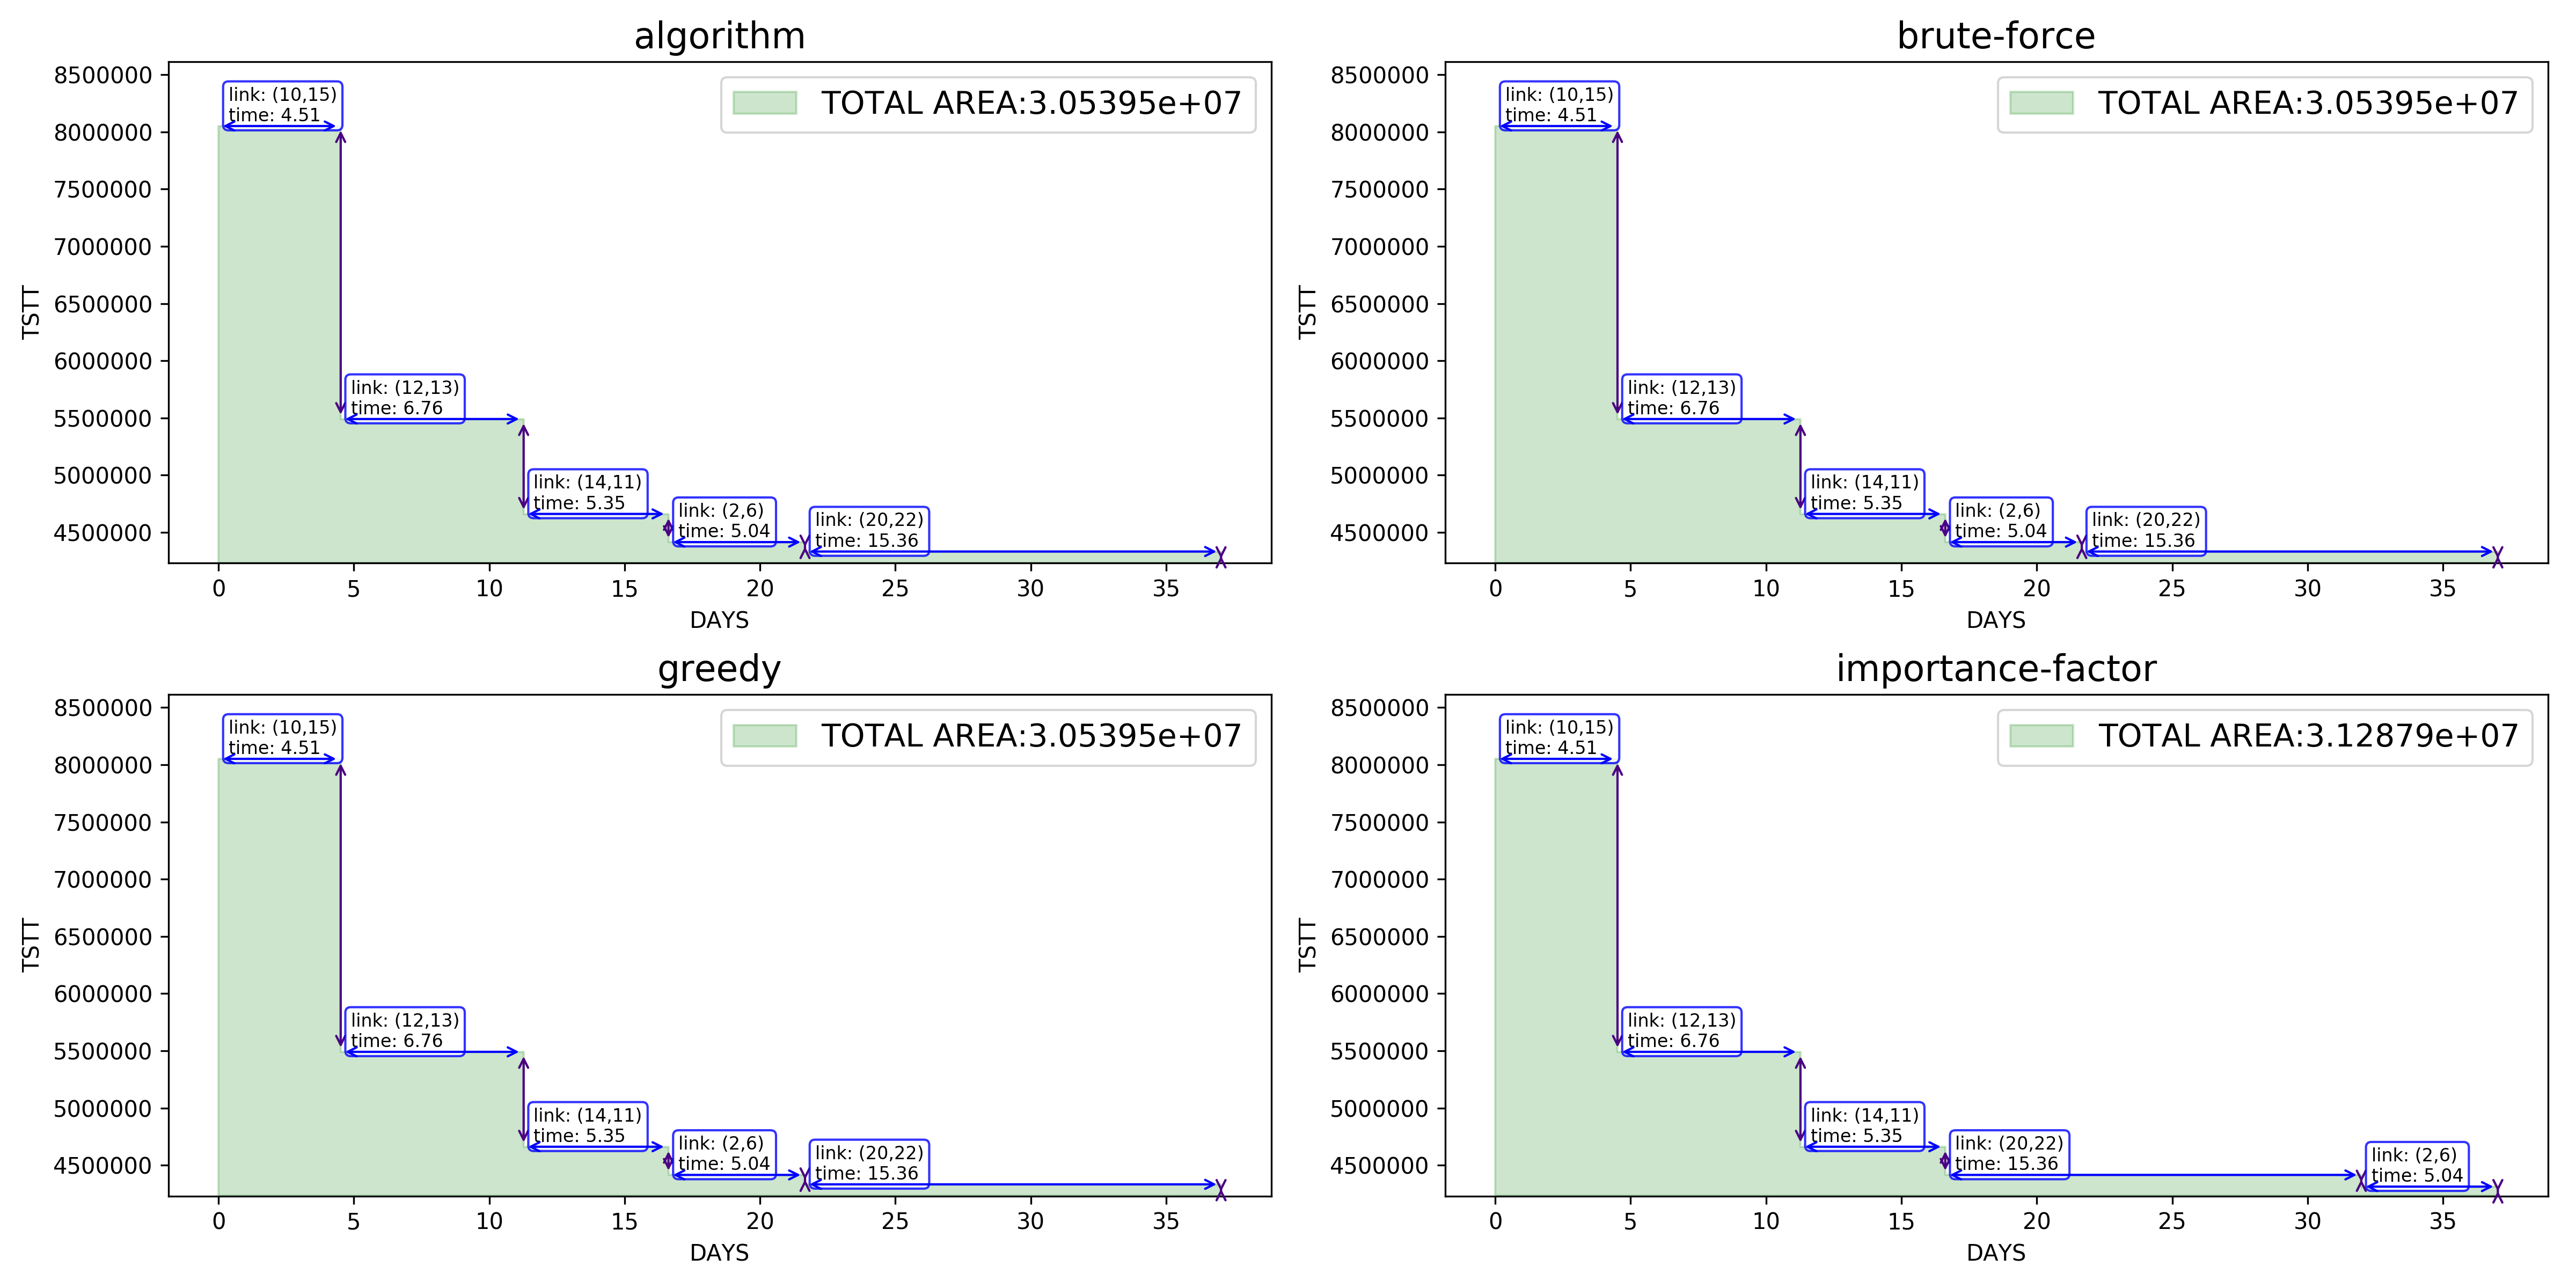 algorithm
TSTT
8500000
8000000
7500000
7000000
6500000
6000000
5500000
5000000
4500000
TOTAL AREA:3.05395e+07
link: (10,15)
time: 4.51
link: (12,13)
time: 6.76
link: (14,11)
time: 5.35
link: (2,6)
time: 5.04
link: (20,22)
time: 15.36
0 5 10 15 20 25 30 35
DAYS
brute-force
TSTT
8500000
8000000
7500000
7000000
6500000
6000000
5500000
5000000
4500000
TOTAL AREA:3.05395e+07
link: (10,15)
time: 4.51
link: (12,13)
time: 6.76
link: (14,11)
time: 5.35
link: (2,6)
time: 5.04
link: (20,22)
time: 15.36
0 5 10 15 20 25 30 35
DAYS
greedy
TSTT
8500000
8000000
7500000
7000000
6500000
6000000
5500000
5000000
4500000
TOTAL AREA:3.05395e+07
link: (10,15)
time: 4.51
link: (12,13)
time: 6.76
link: (14,11)
time: 5.35
link: (2,6)
time: 5.04
link: (20,22)
time: 15.36
0 5 10 15 20 25 30 35
DAYS
importance-factor
TSTT
8500000
8000000
7500000
7000000
6500000
6000000
5500000
5000000
4500000
TOTAL AREA:3.12879e+07
link: (10,15)
time: 4.51
link: (12,13)
time: 6.76
link: (14,11)
time: 5.35
link: (20,22)
time: 15.36
link: (2,6)
time: 5.04
0 5 10 15 20 25 30 35
DAYS